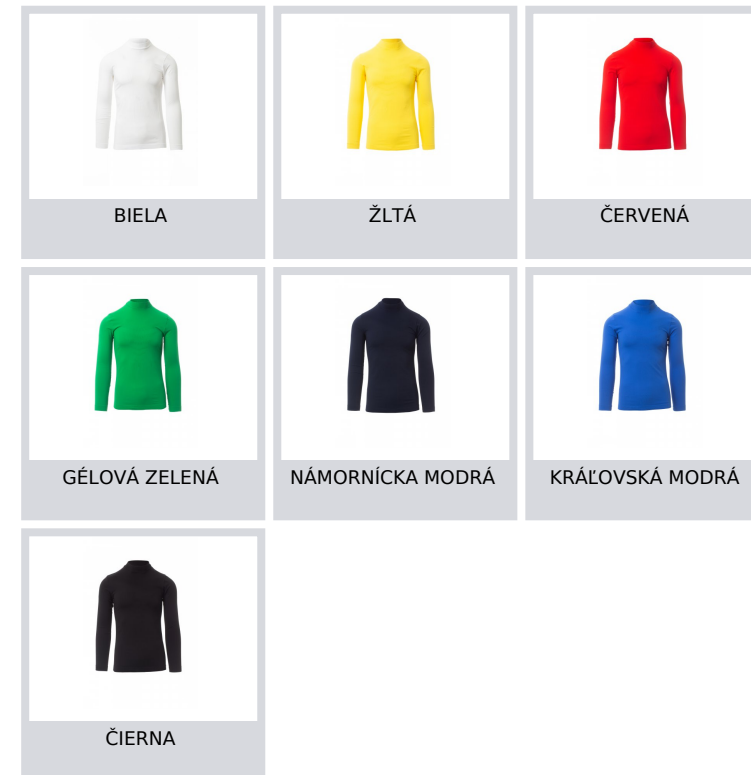 BIELA
ŽLTÁ
ČERVENÁ
GÉLOVÁ ZELENÁ
NÁMORNÍCKA MODRÁ
KRÁĽOVSKÁ MODRÁ
ČIERNA